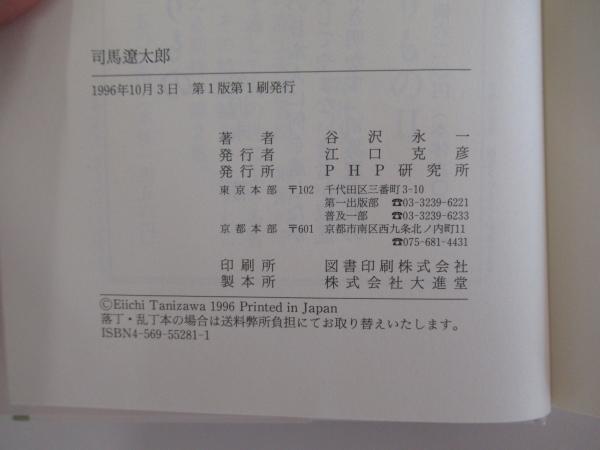 司馬遼太郎
1996年10月3日 第1版第1刷発行
著者 谷沢永一
発行者 江口克彦
発行所 PHP研究所
東京本部 〒102 千代田区三番町3-10
第一出版部 ☎03-3239-6221
普及一部 ☎03-3239-6233
京都本部 〒601 京都市南区西九条北ノ内町11
☎075-681-4431
印刷所 図書印刷株式会社
製本所 株式会社大進堂
©Eiichi Tanizawa 1996 Printed in Japan
落丁・乱丁本の場合は送料弊所負担にてお取り替えいたします。
ISBN4-569-55281-1